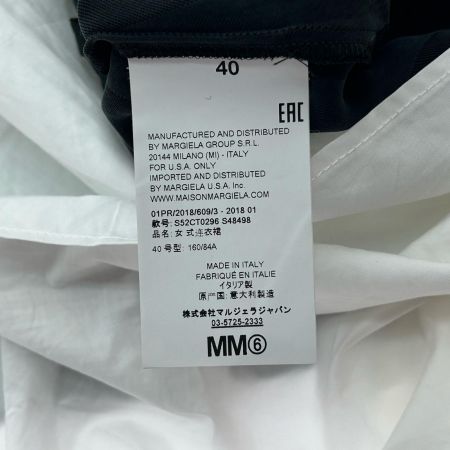 40
EAC
MANUFACTURED AND DISTRIBUTED
BY MARGIELA GROUP S.R.L.
20144 MILANO (MI) - ITALY
FOR U.S.A. ONLY
IMPORTED AND DISTRIBUTED
BY MARGIELA U.S.A. Inc.
WWW.MAISONMARGIELA.COM
01PR/2018/609/3 - 2018 01
款号: S52CT0296 S48498
品名: 女 式连衣裙
40 号型: 160/84A
MADE IN ITALY
FABRIQUÉ EN ITALIE
イタリア製
原产国: 意大利製造
株式会社マルジェラジャパン
03-5725-2333
MM⑥